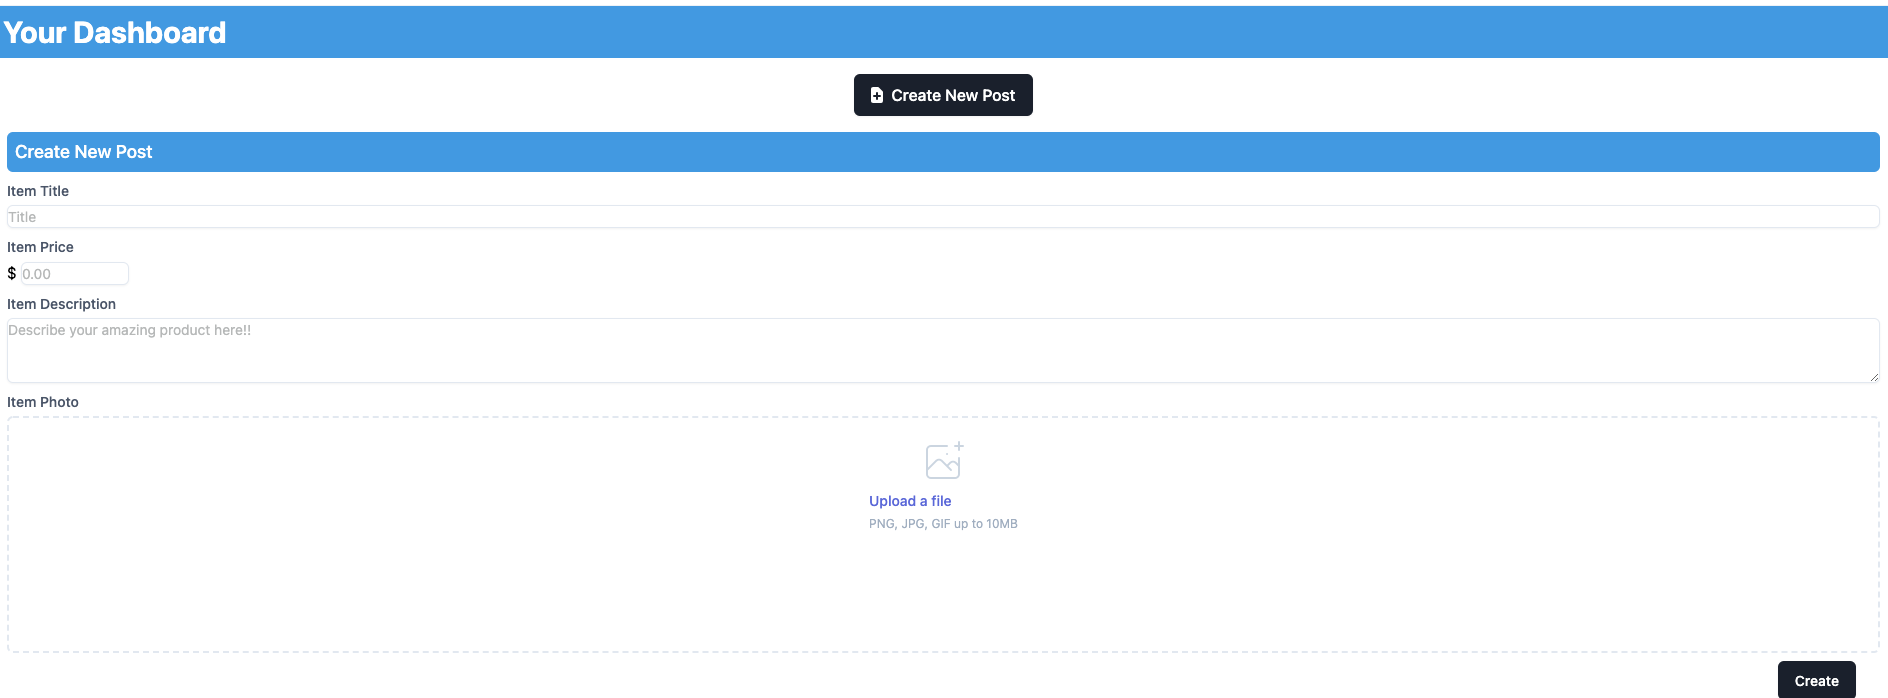 Your Dashboard
Create New Post
Create New Post
Item Title
Title
Item Price
$ 0.00
Item Description
Describe your amazing product here!!
Item Photo
Upload a file
PNG, JPG, GIF up to 10MB
Create